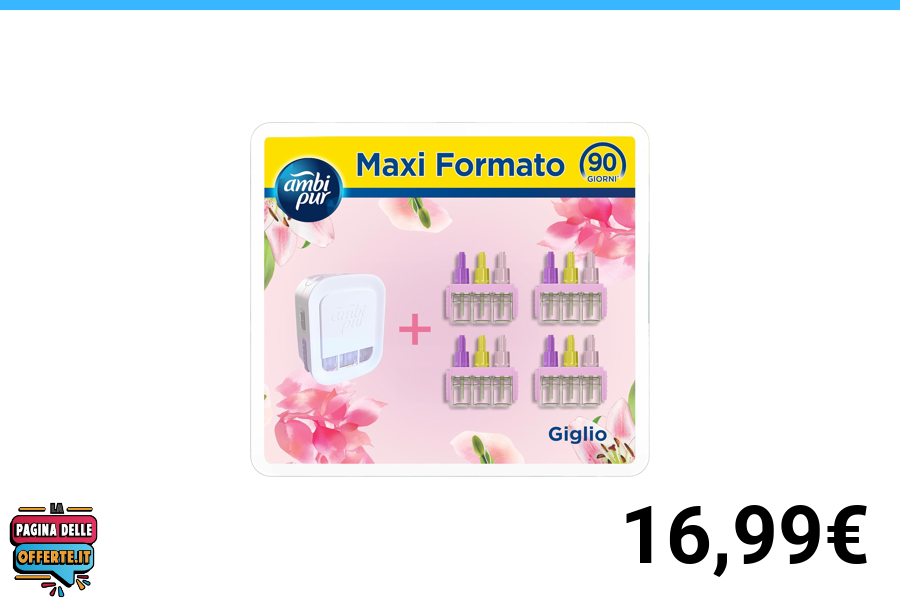 Maxi Formato
90
GIORNI*
ambi
pur
ambi
pur
Giglio
LA
PAGINA DELLE
OFFERTE.IT
16,99€